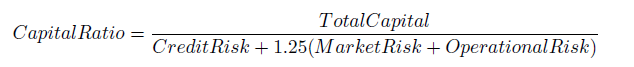 CapitalRatio = TotalCapital / CreditRisk + 1.25(MarketRisk + OperationalRisk)